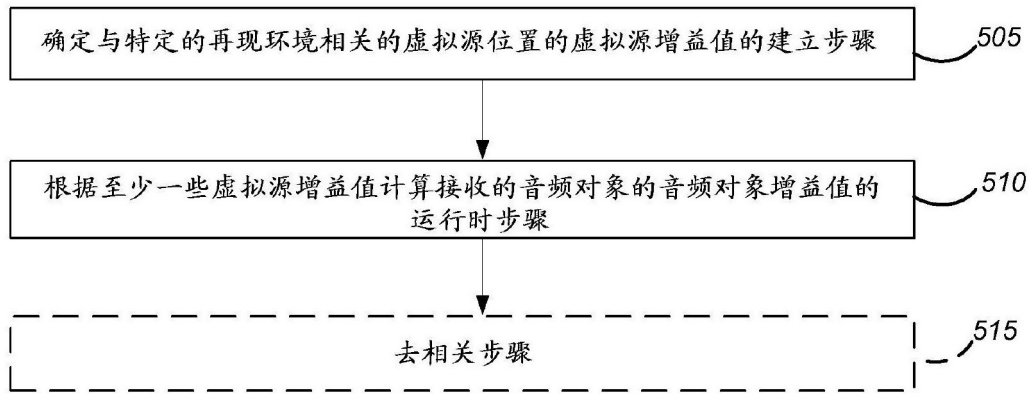 确定与特定的再现环境相关的虚拟源位置的虚拟源增益值的建立步骤
505
根据至少一些虚拟源增益值计算接收的音频对象的音频对象增益值的
运行时步骤
510
去相关步骤
515